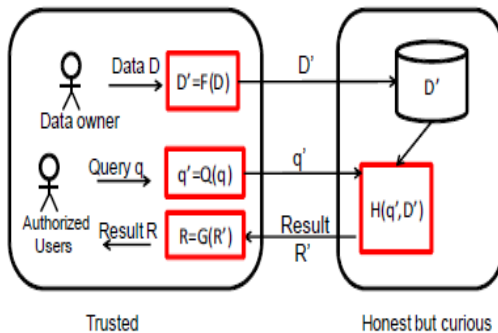 Data D
D'=F(D)
D'
D'
Data owner
Query q
q'=Q(q)
q'
H(q',D')
Authorized
Users
Result R
R=G(R')
Result
R'
Trusted
Honest but curious